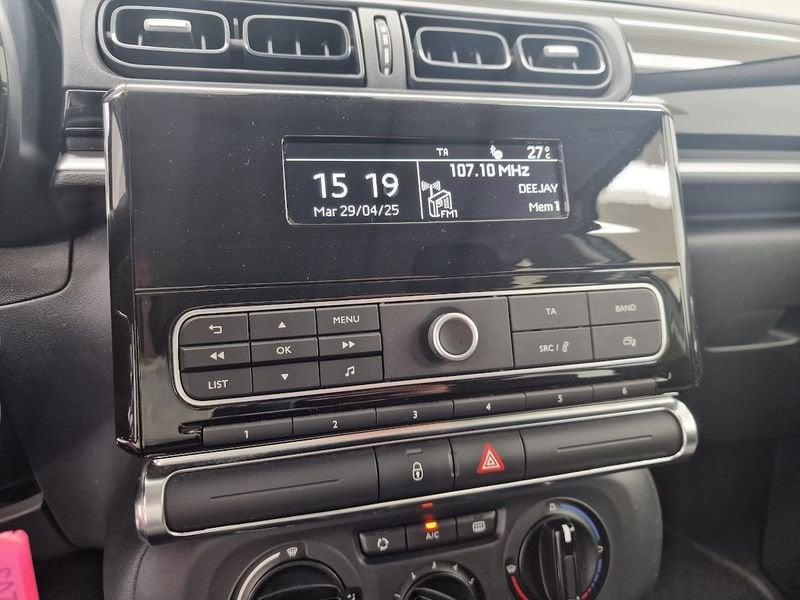 TA 27°C
107.10 MHz
15 19
DEEJAY
Mar 29/04/25
FM1
Mem 1
MENU
TA
BAND
OK
SRC /
LIST
1 2 3 4 5 6
A/C